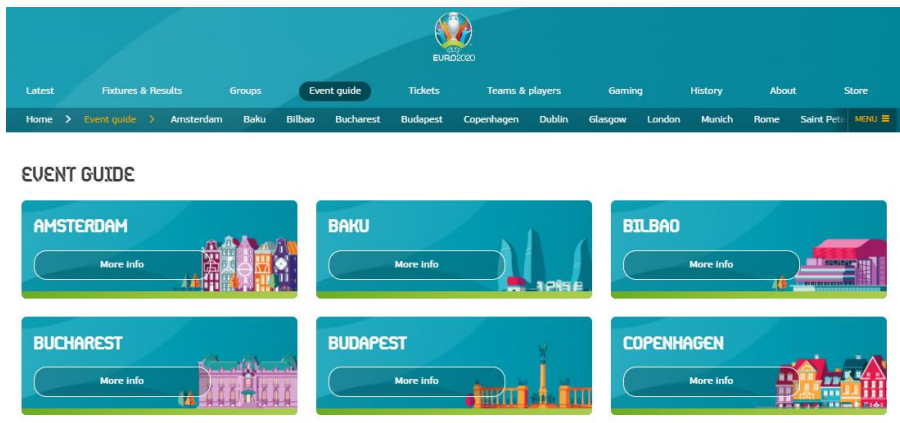 EURO2020
Latest Fixtures & Results Groups Event guide Tickets Teams & players Gaming History About Store
Home > Event guide > Amsterdam Baku Bilbao Bucharest Budapest Copenhagen Dublin Glasgow London Munich Rome Saint Pete MENU
EVENT GUIDE
AMSTERDAM BAKU BILBAO
More info More info More info
BUCHAREST BUDAPEST COPENHAGEN
More info More info More info